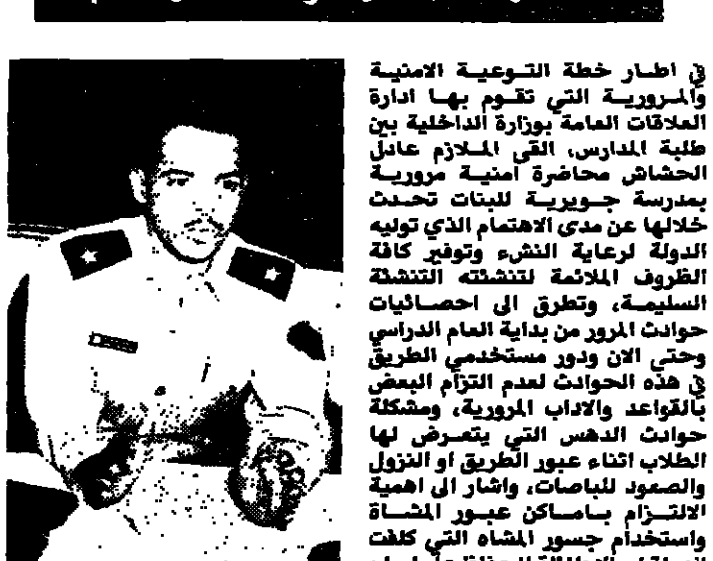 في اطار خطة التوعية الامنية
والمرورية التي تقوم بها ادارة
العلاقات العامة بوزارة الداخلية بين
طلبة المدارس، القى الملازم عادل
الحشاش محاضرة امنية مرورية
بمدرسة جويرية للبنات تحدث
خلالها عن مدى الاهتمام الذي توليه
الدولة لرعاية النشء وتوفير كافة
الظروف الملائمة لتنشئته التنشئة
السليمة، وتطرق الى احصائيات
حوادث المرور من بداية العام الدراسي
وحتى الان ودور مستخدمي الطريق
في هذه الحوادث لعدم التزام البعض
بالقواعد والاداب المرورية، ومشكلة
حوادث الدهس التي يتعرض لها
الطلاب اثناء عبور الطريق او النزول
والصعود للباصات، واشار الى اهمية
الالتزام باماكن عبور المشاة
واستخدام جسور المشاه التي كلفت